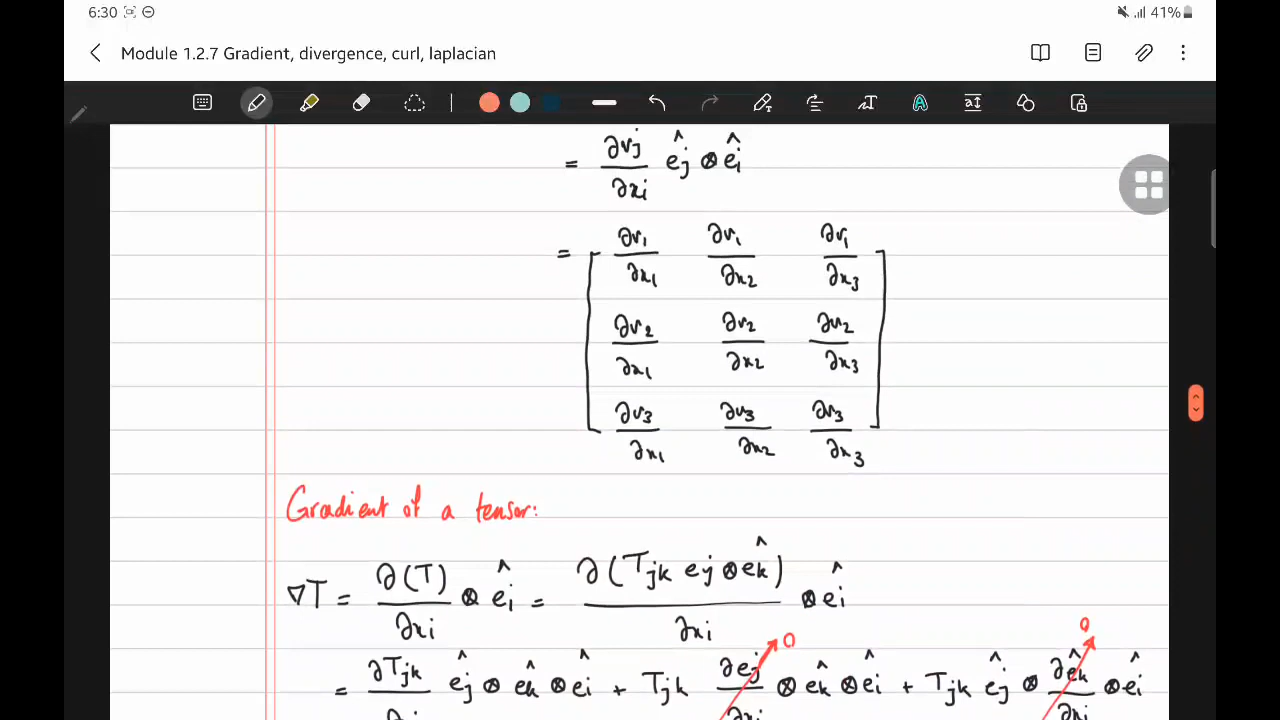 6:30 41%
Module 1.2.7 Gradient, divergence, curl, laplacian
= ∂vj/∂xi êj ⊗ êi
= [ ∂v1/∂x1 ∂v1/∂x2 ∂v1/∂x3
∂v2/∂x1 ∂v2/∂x2 ∂v2/∂x3
∂v3/∂x1 ∂v3/∂x2 ∂v3/∂x3 ]
Gradient of a tensor:
∇T = ∂(T)/∂xi ⊗ êi = ∂(Tjk ej ⊗ êk)/∂xi ⊗ êi
= ∂Tjk/∂xi êj ⊗ êk ⊗ êi + Tjk ∂ej/∂xi 0 ⊗ êk ⊗ êi + Tjk êj ⊗ ∂êk/∂xi 0 ⊗ êi